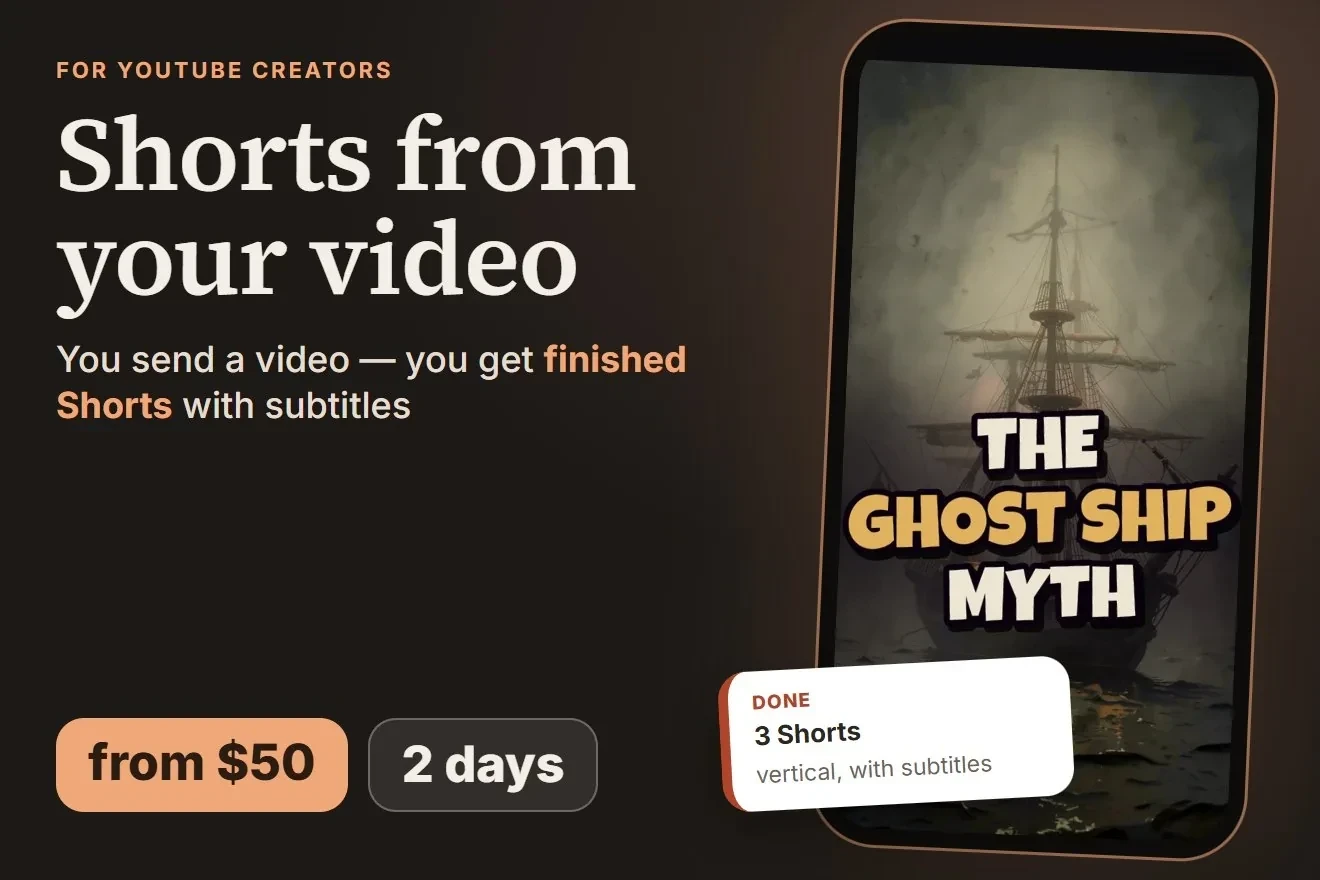 FOR YOUTUBE CREATORS
Shorts from
your video
You send a video — you get finished
Shorts with subtitles
from $50
2 days
THE
GHOST SHIP
MYTH
DONE
3 Shorts
vertical, with subtitles